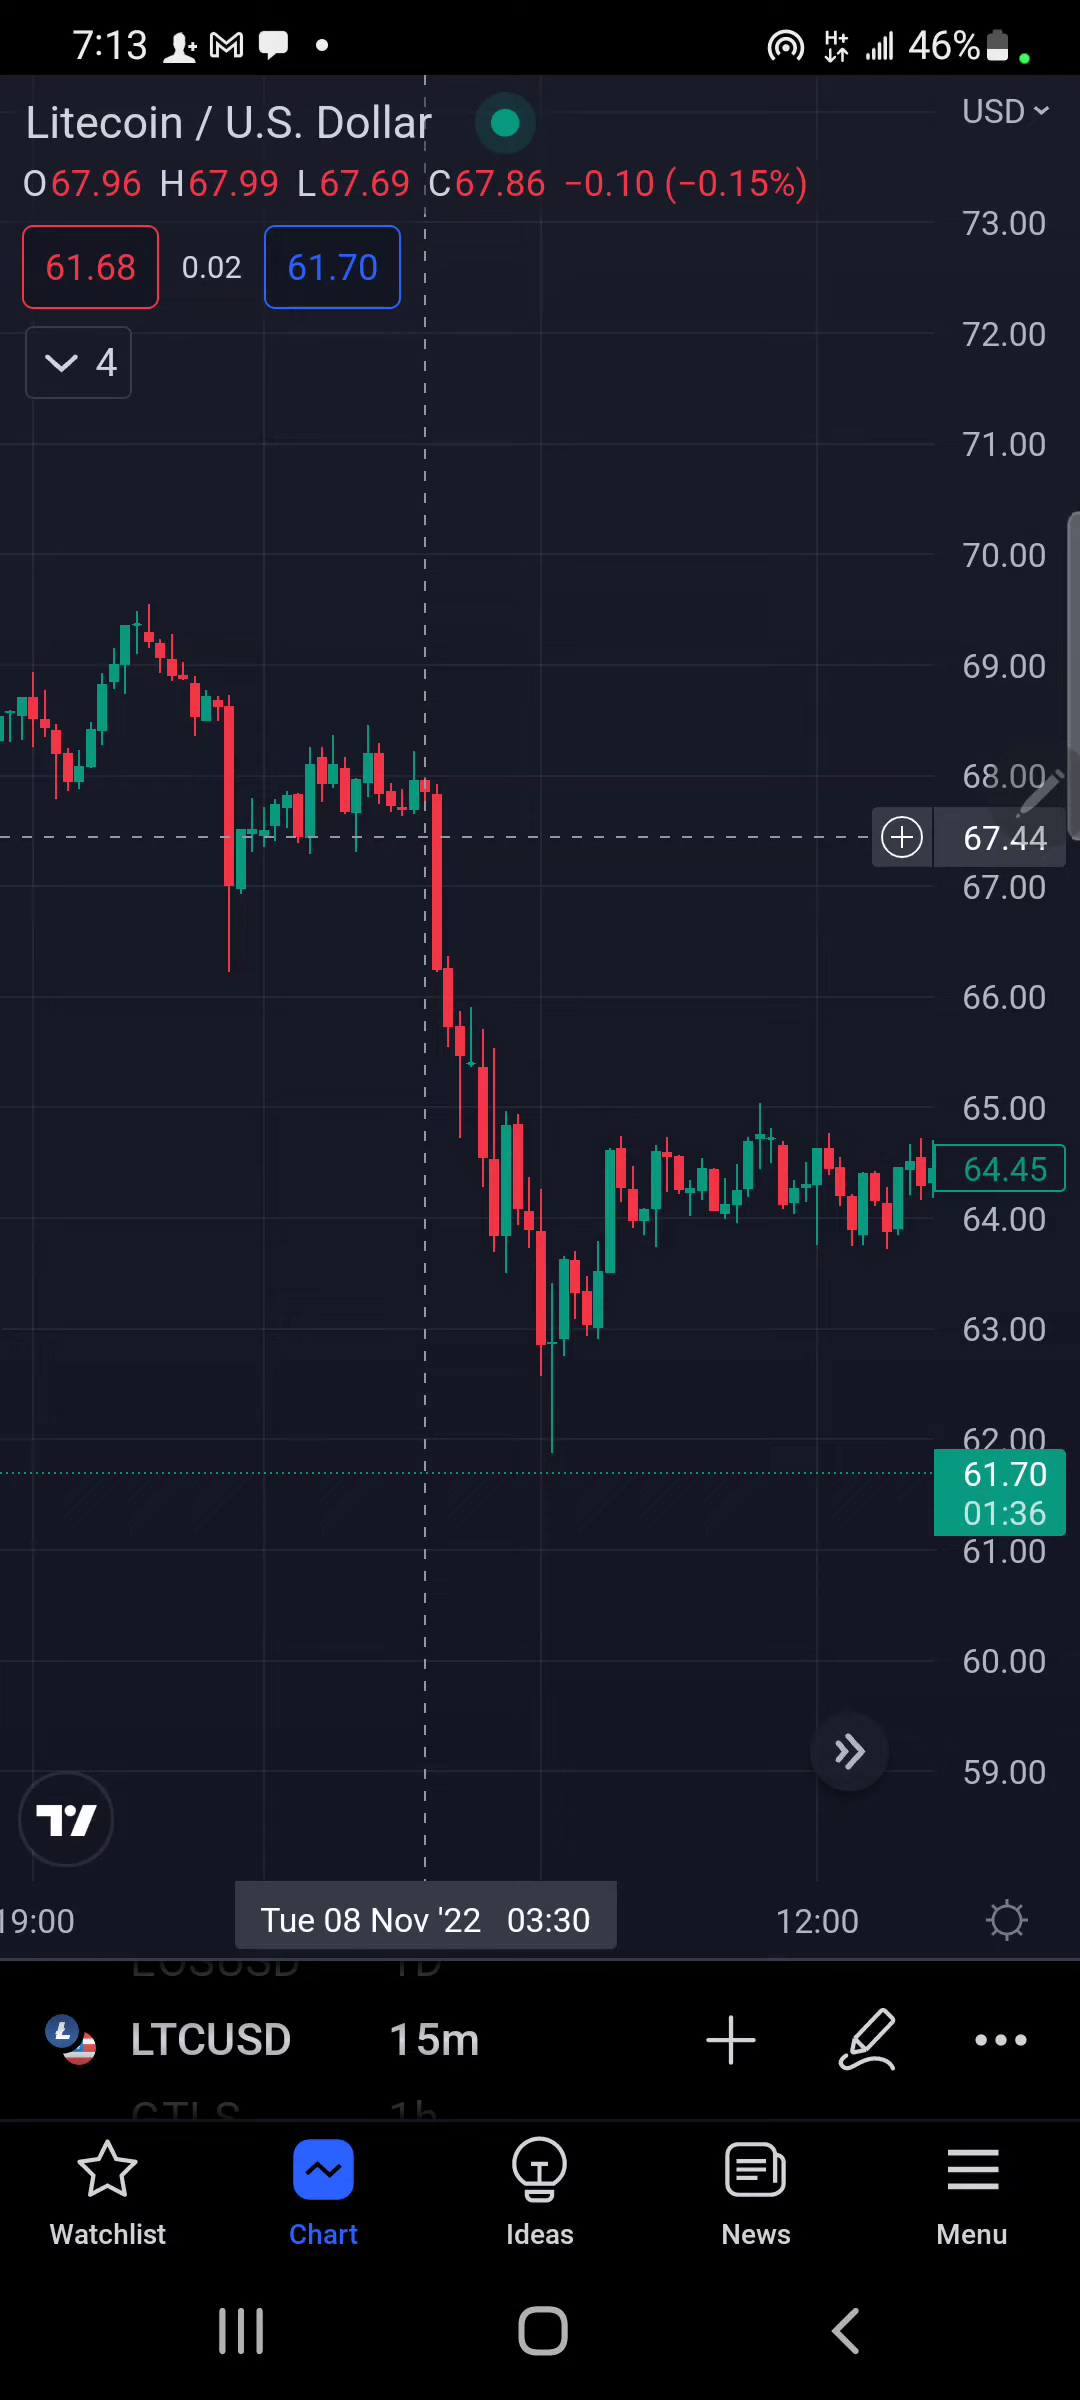 7:13 H+ 46%
Litecoin / U.S. Dollar USD
O67.96 H67.99 L67.69 C67.86 −0.10 (−0.15%)
73.00
61.68 0.02 61.70
72.00
4
71.00
70.00
69.00
68.00
67.44
67.00
66.00
65.00
64.45
64.00
63.00
62.00
61.70
01:36
61.00
60.00
59.00
19:00 Tue 08 Nov '22 03:30 12:00
1D
LTCUSD 15m
GTLS 1h
Watchlist Chart Ideas News Menu